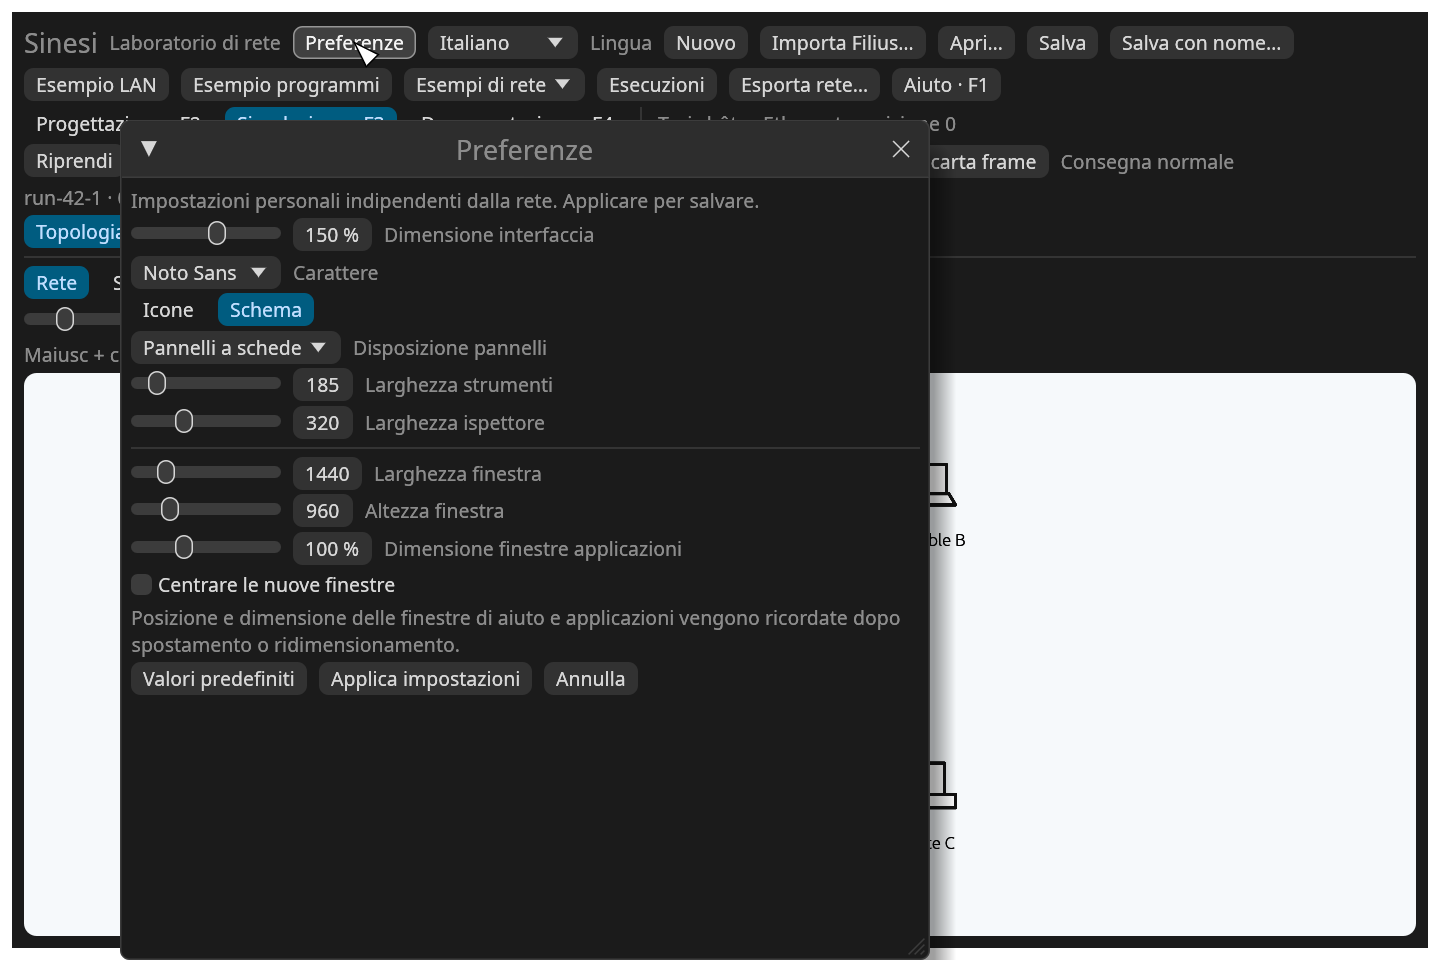 Sinesi Laboratorio di rete Preferenze Italiano Lingua Nuovo Importa Filius... Apri... Salva Salva con nome...
Esempio LAN Esempio programmi Esempi di rete Esecuzioni Esporta rete... Aiuto · F1
Preferenze
Riprendi carta frame Consegna normale
run-42-1 ·
Impostazioni personali indipendenti dalla rete. Applicare per salvare.
Topologia
150 % Dimensione interfaccia
Rete
Noto Sans Carattere
Icone Schema
Maiusc +
Pannelli a schede Disposizione pannelli
185 Larghezza strumenti
320 Larghezza ispettore
1440 Larghezza finestra
960 Altezza finestra
100 % Dimensione finestre applicazioni
ble B
Centrare le nuove finestre
Posizione e dimensione delle finestre di aiuto e applicazioni vengono ricordate dopo
spostamento o ridimensionamento.
Valori predefiniti Applica impostazioni Annulla
te C